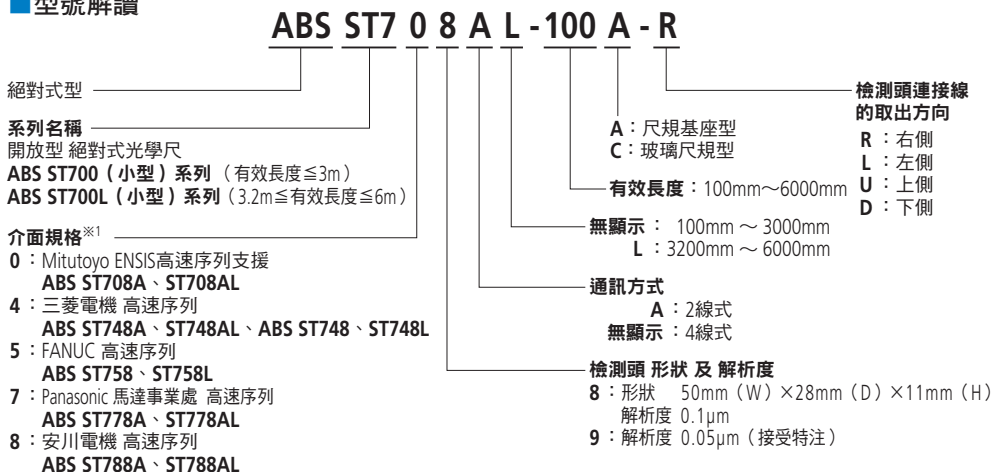 ■型號解讀
ABS ST7 0 8 A L - 100 A - R
絕對式型
系列名稱
開放型 絕對式光學尺
ABS ST700（小型）系列（有效長度≦3m）
ABS ST700L（小型）系列（3.2m≦有效長度≦6m）
介面規格※1
0：Mitutoyo ENSIS高速序列支援
ABS ST708A、ST708AL
4：三菱電機 高速序列
ABS ST748A、ST748AL、ABS ST748、ST748L
5：FANUC 高速序列
ABS ST758、ST758L
7：Panasonic 馬達事業處 高速序列
ABS ST778A、ST778AL
8：安川電機 高速序列
ABS ST788A、ST788AL
檢測頭連接線
的取出方向
R：右側
L：左側
U：上側
D：下側
A：尺規基座型
C：玻璃尺規型
有效長度：100mm～6000mm
無顯示： 100mm ～ 3000mm
L：3200mm ～ 6000mm
通訊方式
A：2線式
無顯示：4線式
檢測頭 形狀 及 解析度
8：形狀 50mm（W）×28mm（D）×11mm（H）
解析度 0.1μm
9：解析度 0.05μm（接受特注）